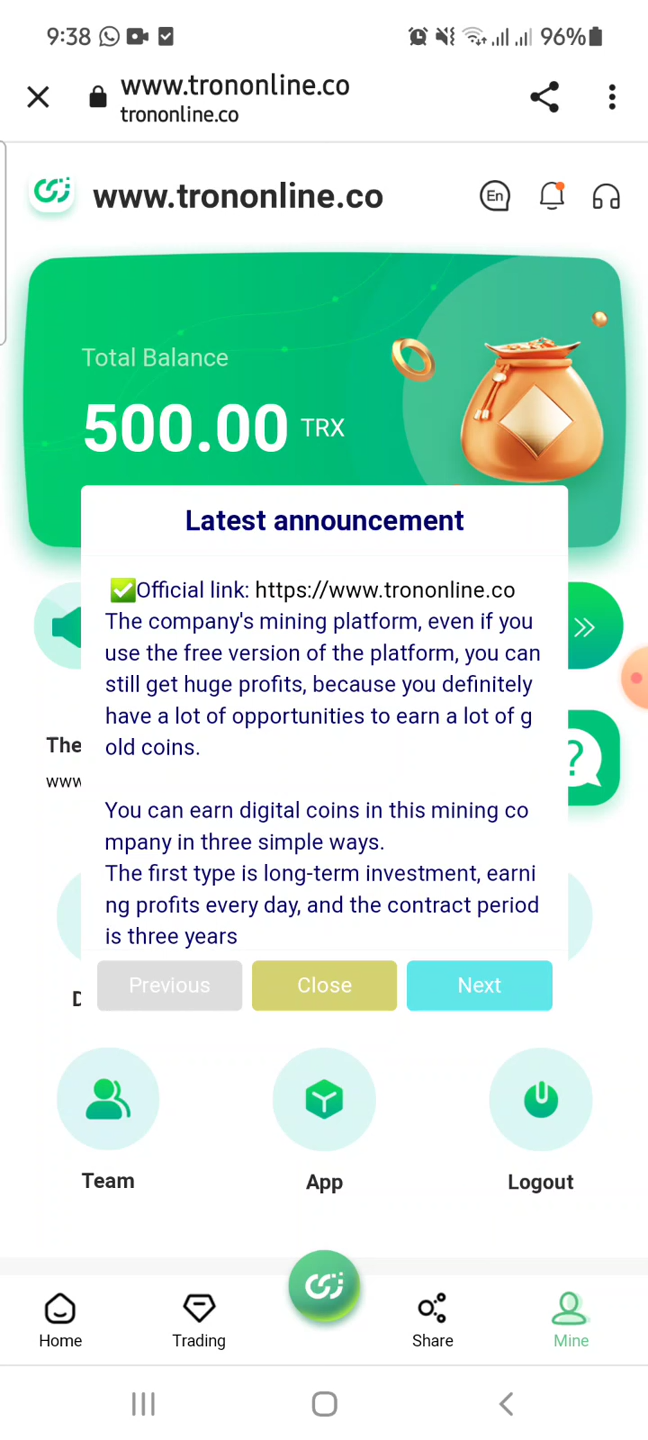 9:38
96%
www.trononline.co
trononline.co
www.trononline.co
En
Total Balance
500.00 TRX
Latest announcement
✅Official link: https://www.trononline.co
The company's mining platform, even if you
use the free version of the platform, you can
still get huge profits, because you definitely
have a lot of opportunities to earn a lot of g
old coins.
You can earn digital coins in this mining co
mpany in three simple ways.
The first type is long-term investment, earni
ng profits every day, and the contract period
is three years
The
www
?
Previous
Close
Next
Team
App
Logout
Home
Trading
Share
Mine